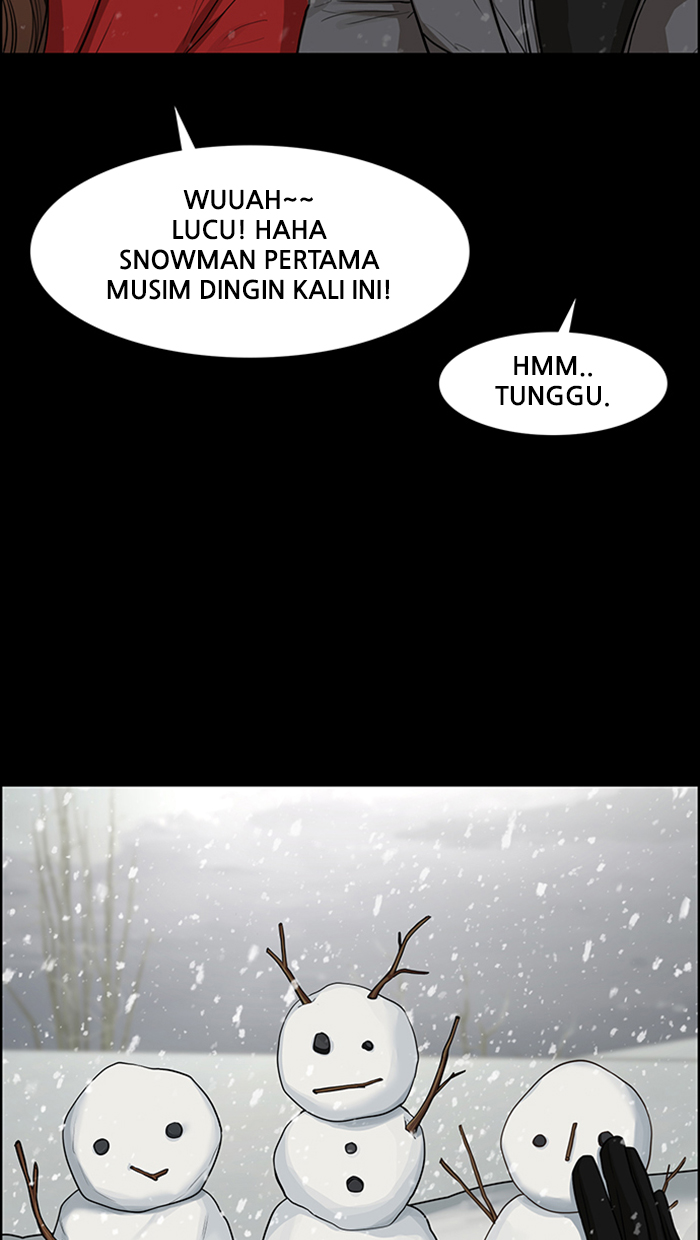 WUUAH~~
LUCU! HAHA
SNOWMAN PERTAMA
MUSIM DINGIN KALI INI!
HMM..
TUNGGU.